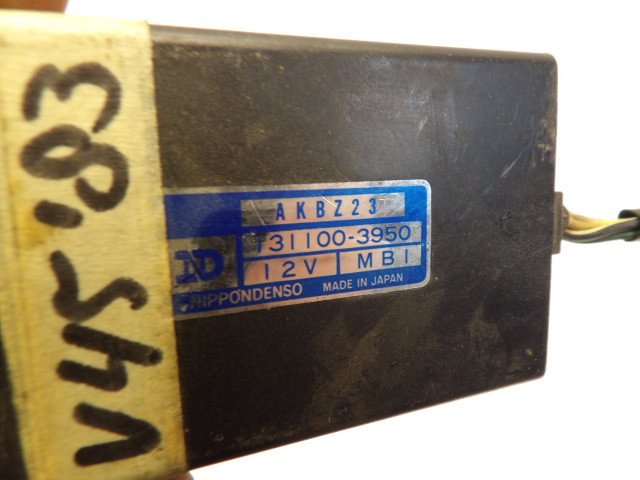 V45 '83
AKBZ23
131100-3950
ND 12V MB1
NIPPONDENSO MADE IN JAPAN